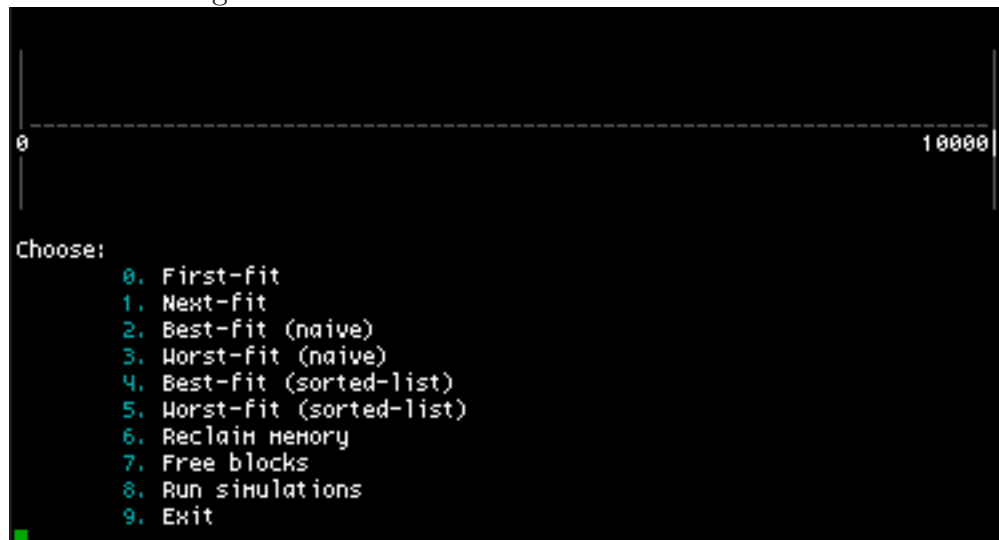 0 10000
Choose:
0. First-fit
1. Next-fit
2. Best-fit (naive)
3. Worst-fit (naive)
4. Best-fit (sorted-list)
5. Worst-fit (sorted-list)
6. Reclaim memory
7. Free blocks
8. Run simulations
9. Exit